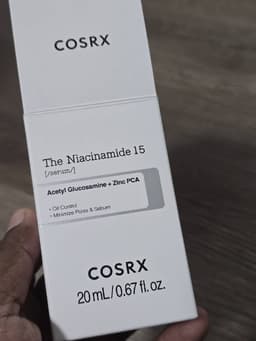 COSRX
The Niacinamide 15
[/serum/]
Acetyl Glucosamine + Zinc PCA
• Oil Control
• Minimize Pores & Sebum
COSRX
20 mL / 0.67 fl. oz.